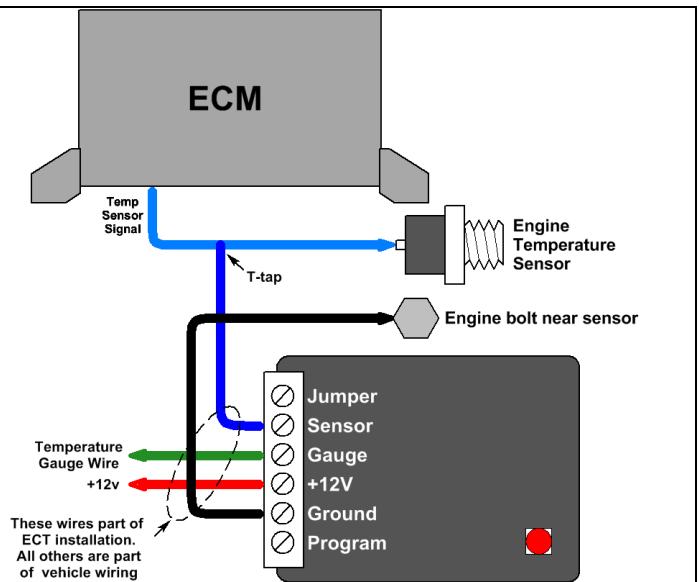 ECM
Temp
Sensor
Signal
Engine
Temperature
Sensor
T-tap
Engine bolt near sensor
Jumper
Sensor
Gauge
+12V
Ground
Program
Temperature
Gauge Wire
+12v
These wires part of
ECT installation.
All others are part
of vehicle wiring